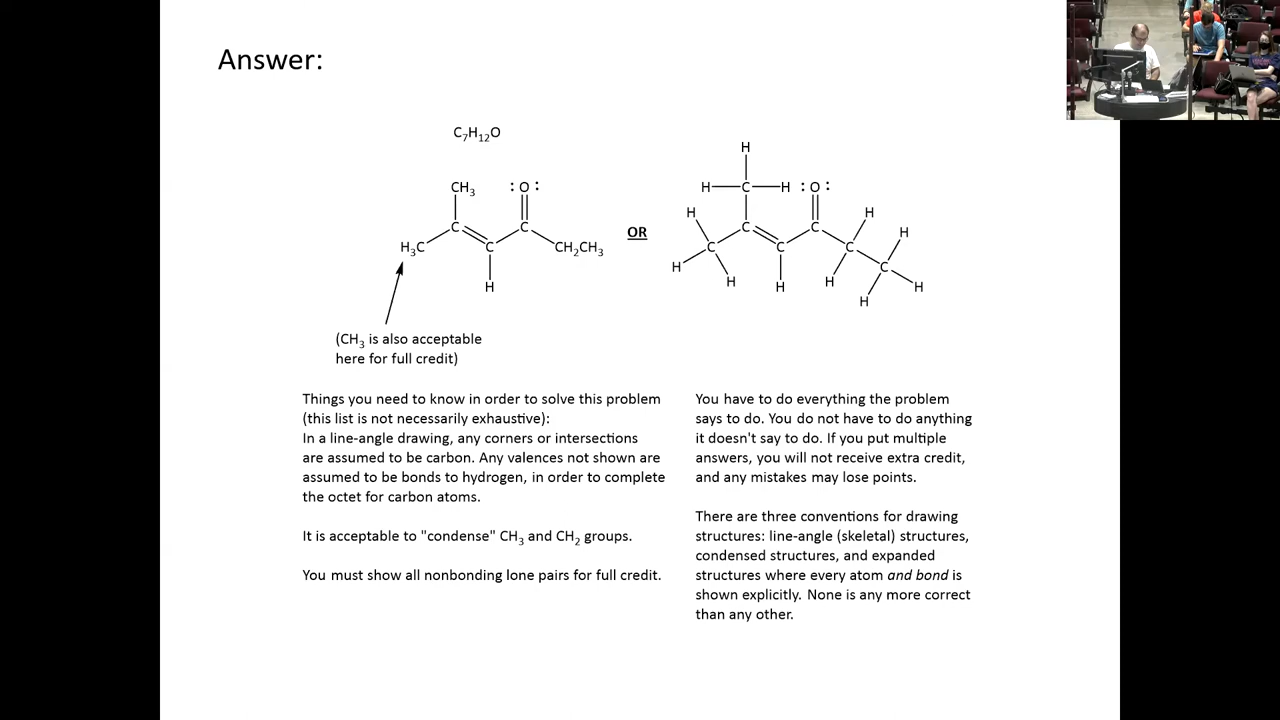 Answer:
C₇H₁₂O
CH₃ :O:
C C
H₃C C CH₂CH₃
H
OR
H
H C H :O:
H C C H
C C C H
H H C
H H H H
(CH₃ is also acceptable
here for full credit)
Things you need to know in order to solve this problem
(this list is not necessarily exhaustive):
In a line-angle drawing, any corners or intersections
are assumed to be carbon. Any valences not shown are
assumed to be bonds to hydrogen, in order to complete
the octet for carbon atoms.
It is acceptable to "condense" CH₃ and CH₂ groups.
You must show all nonbonding lone pairs for full credit.
You have to do everything the problem
says to do. You do not have to do anything
it doesn't say to do. If you put multiple
answers, you will not receive extra credit,
and any mistakes may lose points.
There are three conventions for drawing
structures: line-angle (skeletal) structures,
condensed structures, and expanded
structures where every atom and bond is
shown explicitly. None is any more correct
than any other.